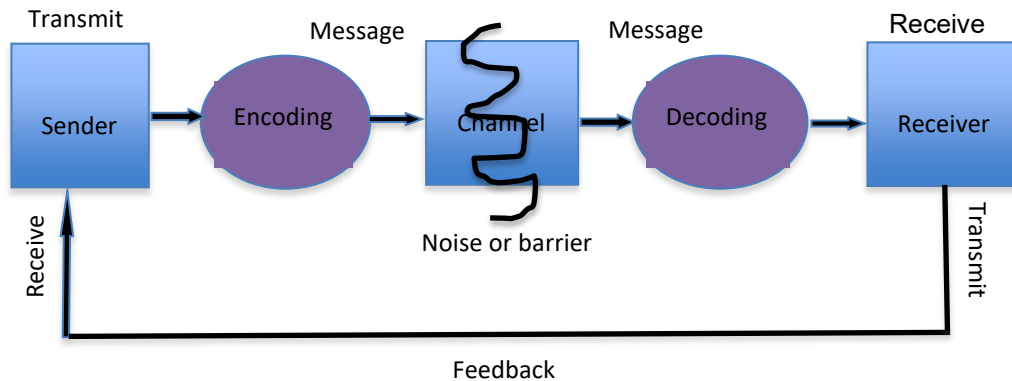 Transmit
Message
Message
Receive
Sender
Encoding
Channel
Decoding
Receiver
Noise or barrier
Receive
Transmit
Feedback